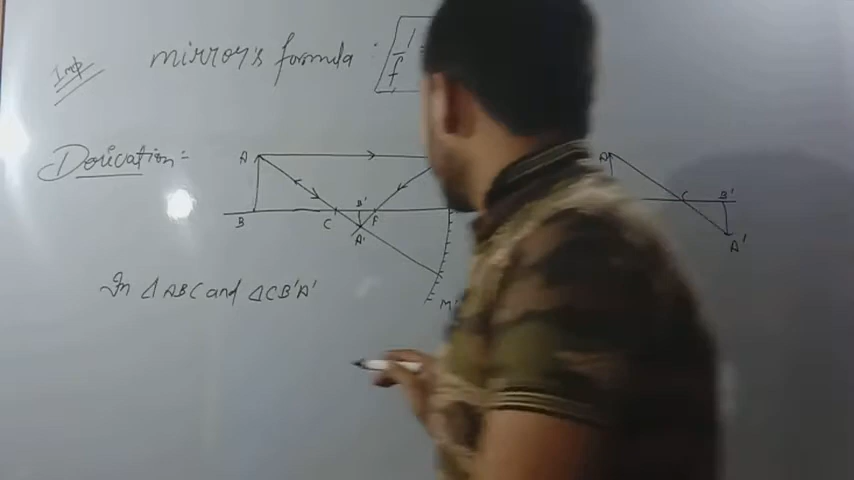 Imp
mirror's formula : 1/f
Derivation :-
A
B
C
B'
F
A'
M'
A
C
B'
A'
In △ABC and △CB'A'